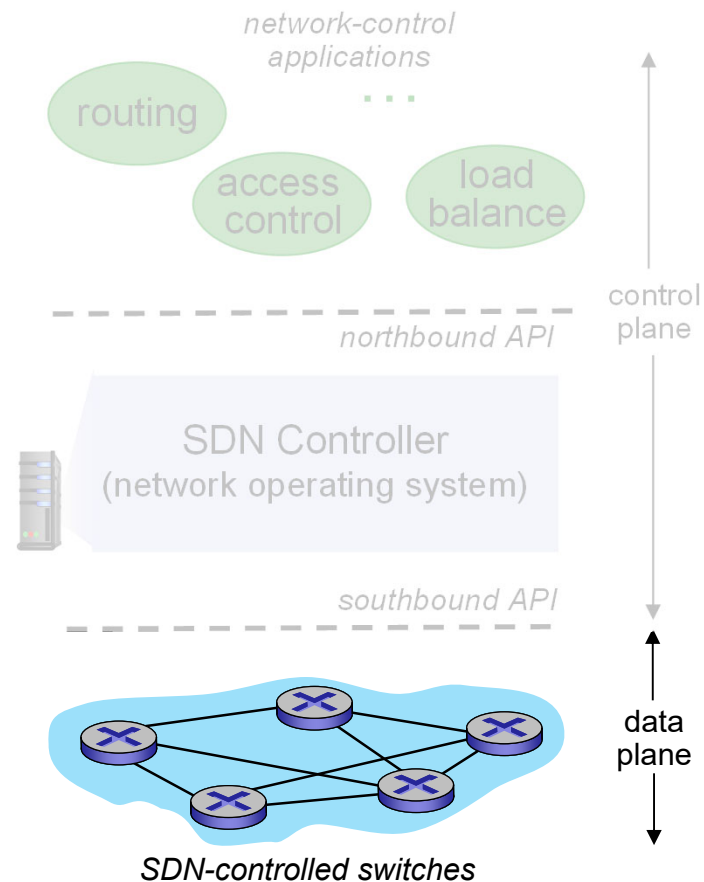 network-control
applications
routing
. . .
access
control
load
balance
control
plane
northbound API
SDN Controller
(network operating system)
southbound API
data
plane
SDN-controlled switches